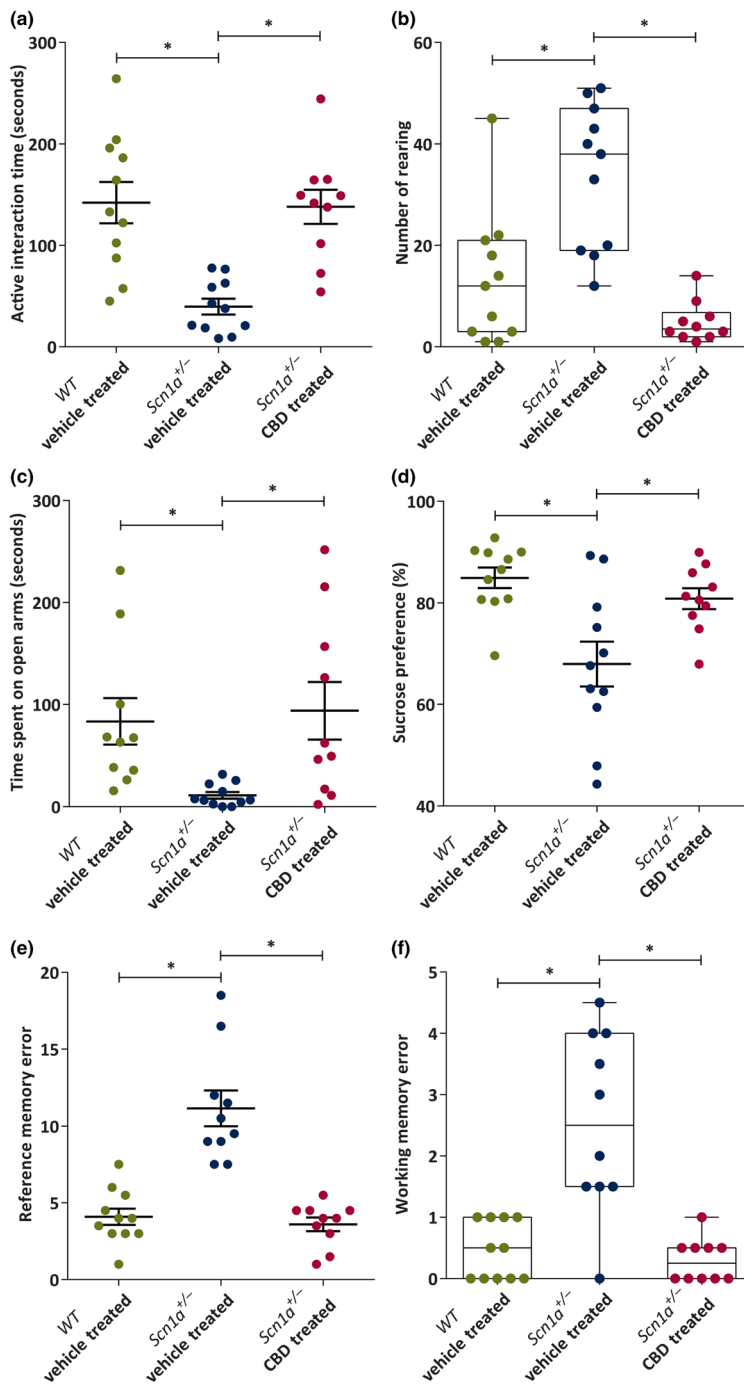 (a)
Active interaction time (seconds)
300
200
100
0
*
*
WT
vehicle treated
Scn1a+/−
vehicle treated
Scn1a+/−
CBD treated
(b)
Number of rearing
60
40
20
0
*
*
WT
vehicle treated
Scn1a+/−
vehicle treated
Scn1a+/−
CBD treated
(c)
Time spent on open arms (seconds)
300
200
100
0
*
*
WT
vehicle treated
Scn1a+/−
vehicle treated
Scn1a+/−
CBD treated
(d)
Sucrose preference (%)
100
80
60
40
*
*
WT
vehicle treated
Scn1a+/−
vehicle treated
Scn1a+/−
CBD treated
(e)
Reference memory error
20
15
10
5
0
*
*
WT
vehicle treated
Scn1a+/−
vehicle treated
Scn1a+/−
CBD treated
(f)
Working memory error
5
4
3
2
1
0
*
*
WT
vehicle treated
Scn1a+/−
vehicle treated
Scn1a+/−
CBD treated